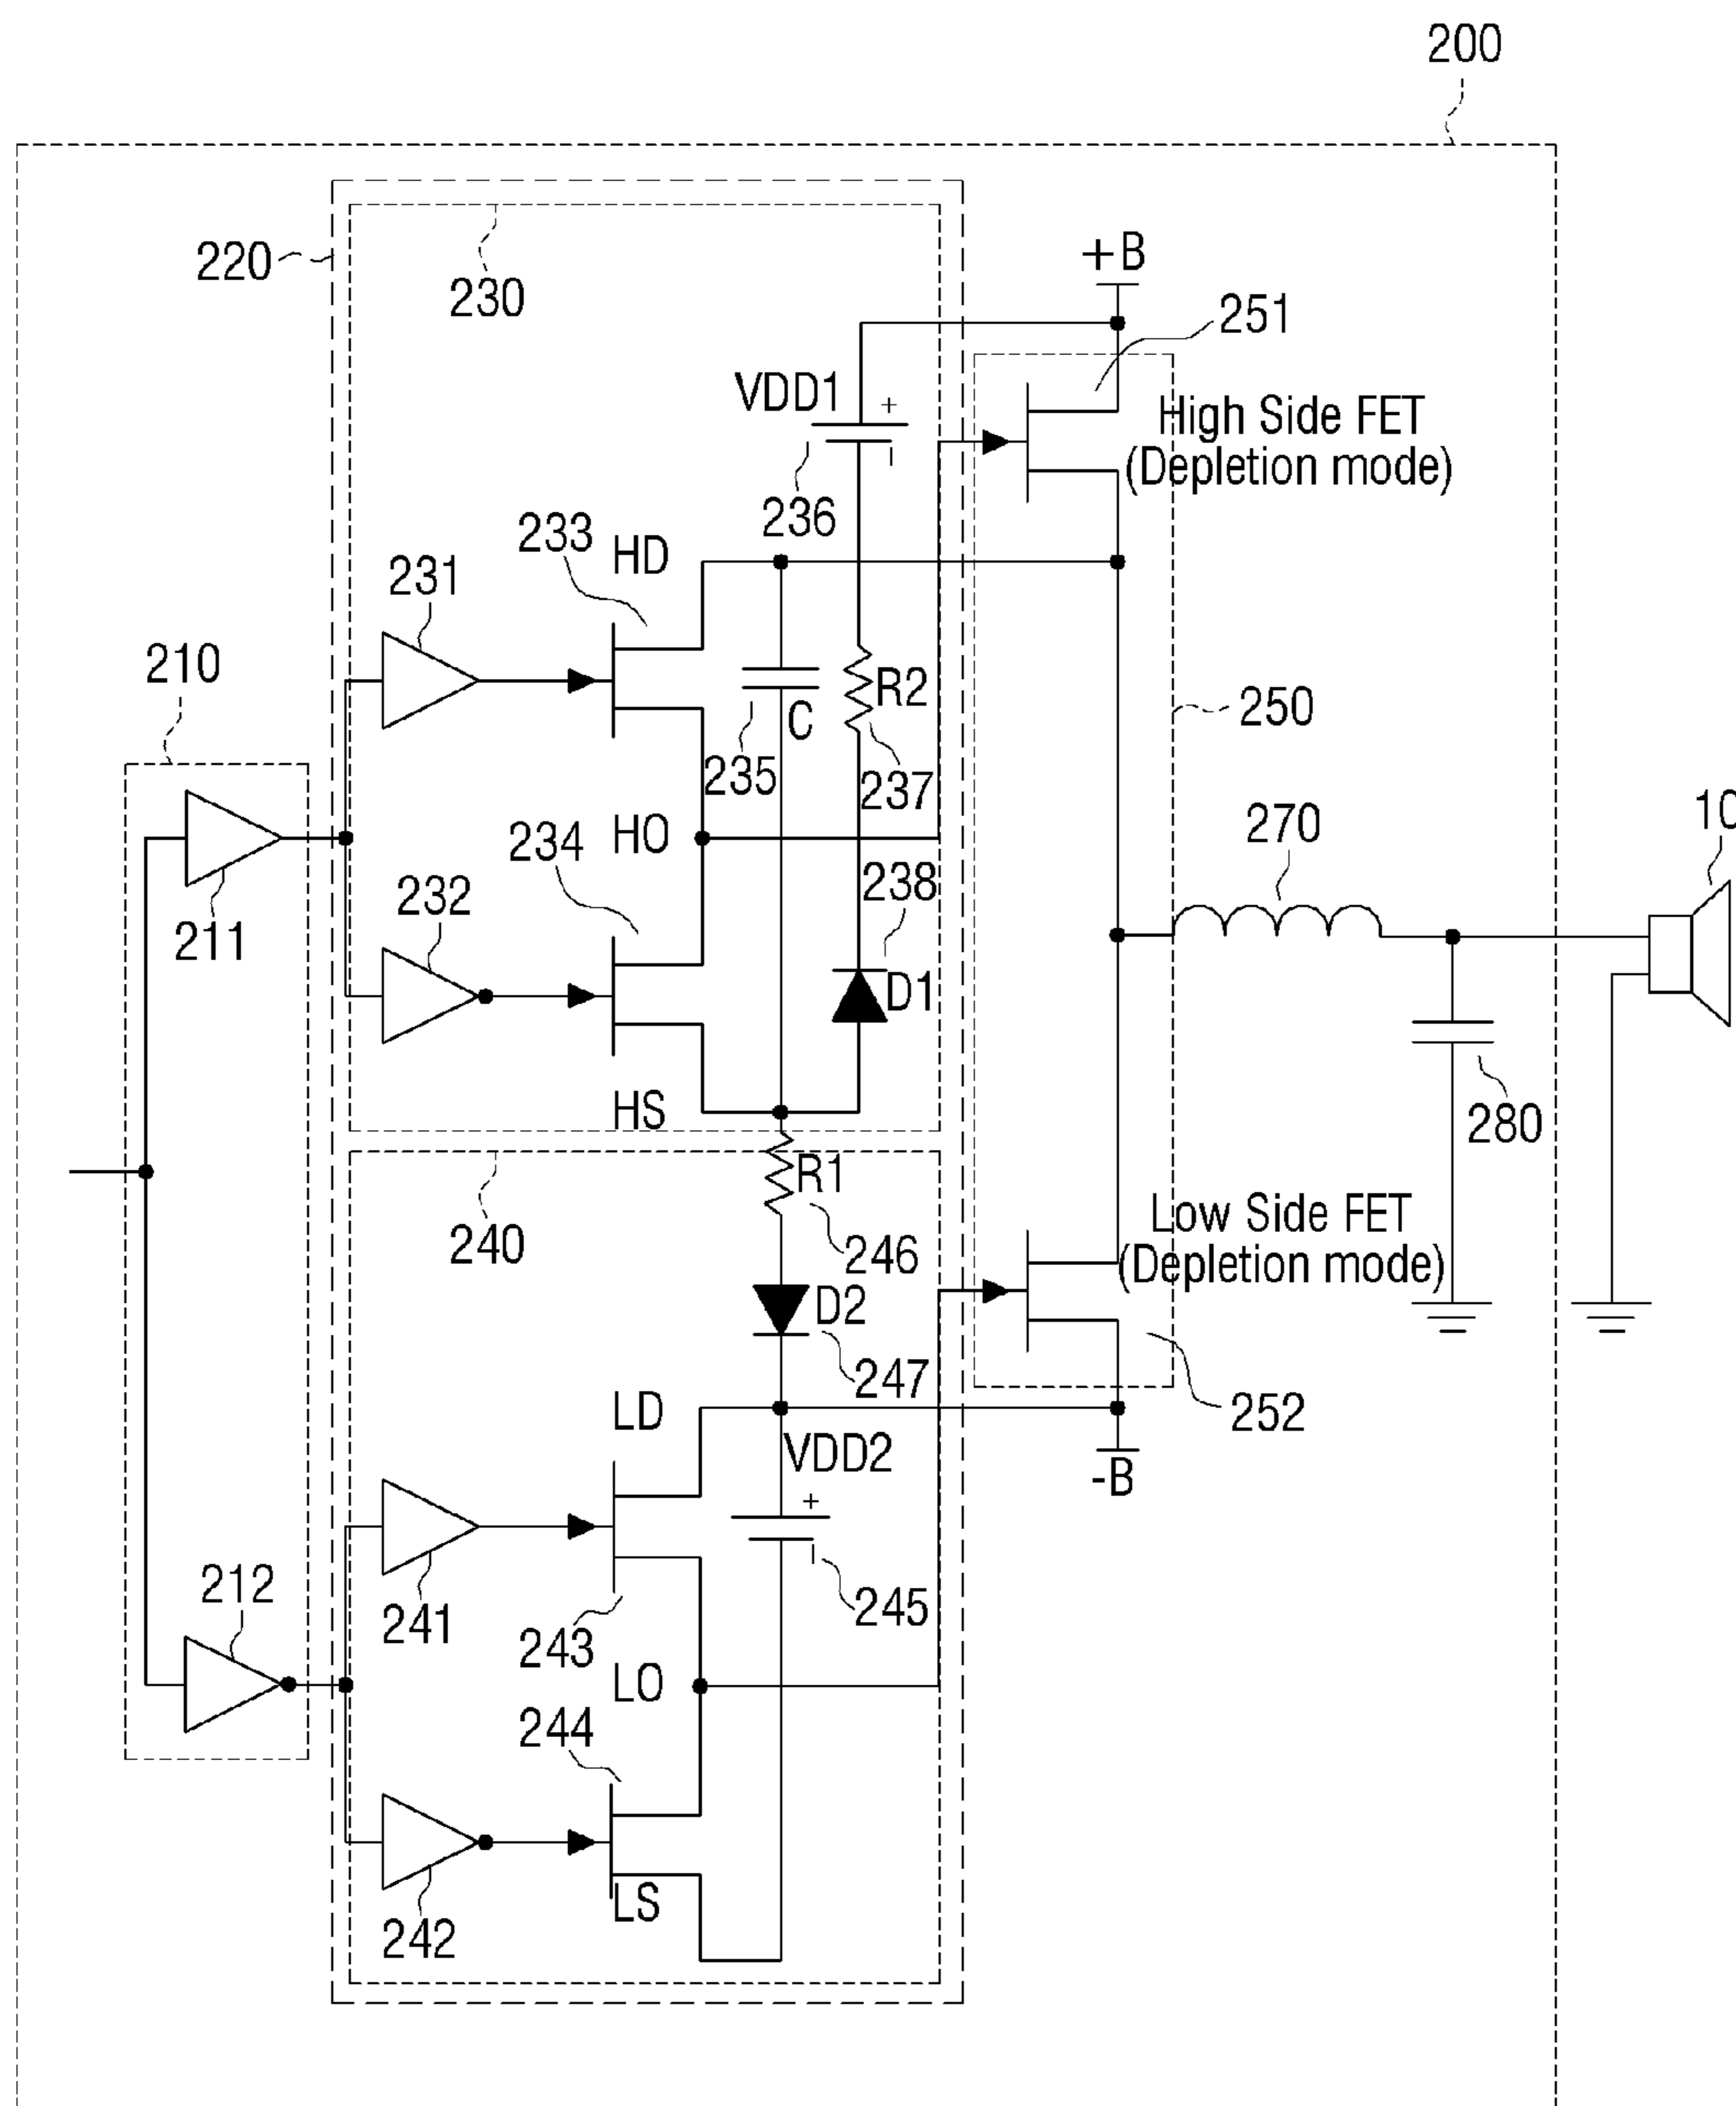 200
220
230
+B
251
VDD1
+
High Side FET
(Depletion mode)
236
233
HD
231
210
R2
C
250
235
237
10
270
HO
234
238
232
211
D1
HS
280
R1
Low Side FET
(Depletion mode)
240
246
D2
247
LD
252
VDD2
-B
+
212
241
245
243
LO
244
LS
242